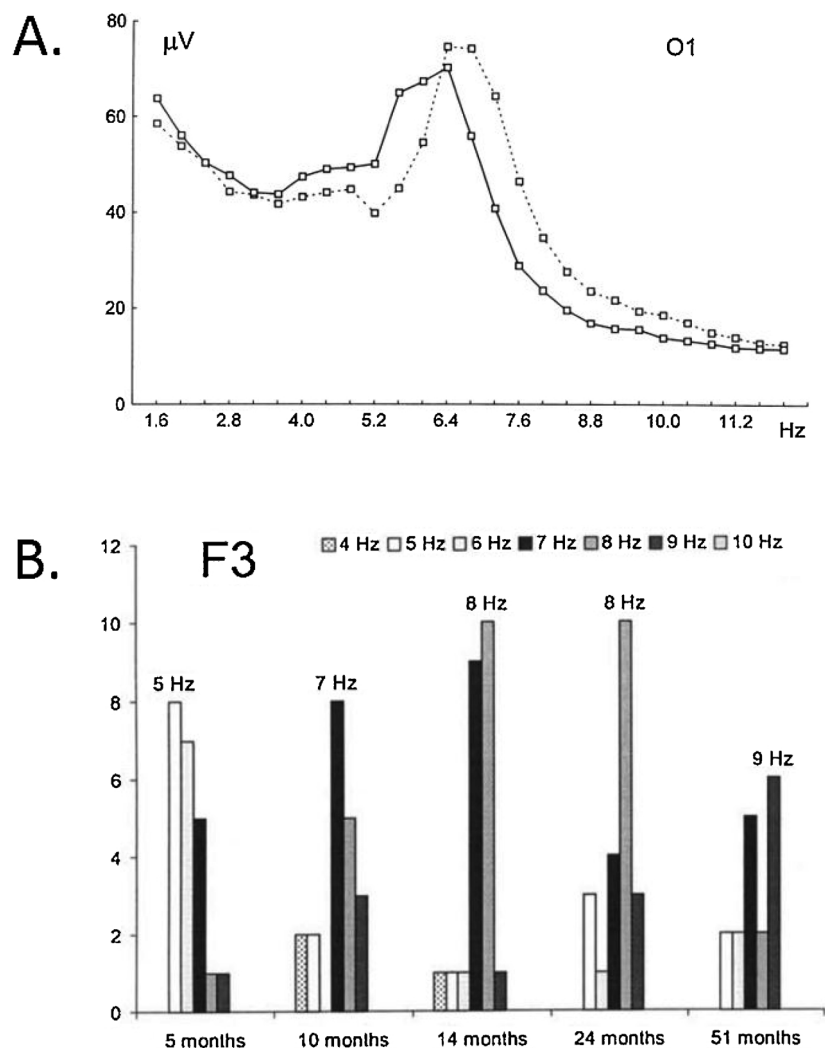 A.
μV
O1
80
60
40
20
0
1.6 2.8 4.0 5.2 6.4 7.6 8.8 10.0 11.2 Hz
B.
F3
4 Hz 5 Hz 6 Hz 7 Hz 8 Hz 9 Hz 10 Hz
12
10
8
6
4
2
0
5 Hz
7 Hz
8 Hz
8 Hz
9 Hz
5 months 10 months 14 months 24 months 51 months